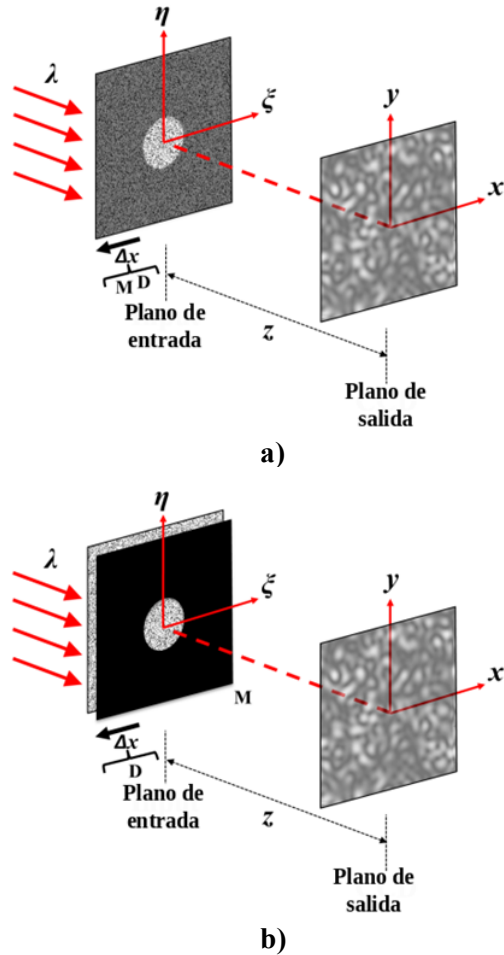 η
λ
ξ
y
x
Δx
M D
Plano de
entrada
z
Plano de
salida
a)
η
λ
ξ
y
x
M
Δx
D
Plano de
entrada
z
Plano de
salida
b)